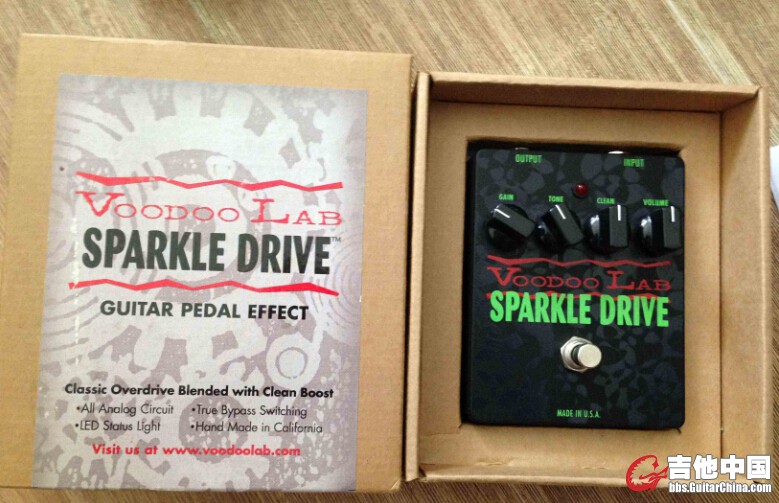 VOODOO LAB
SPARKLE DRIVE™
GUITAR PEDAL EFFECT
Classic Overdrive Blended with Clean Boost
•All Analog Circuit •True Bypass Switching
•LED Status Light •Hand Made in California
Visit us at www.voodoolab.com
OUTPUT INPUT
GAIN TONE CLEAN VOLUME
VOODOO LAB
SPARKLE DRIVE
MADE IN U.S.A.
吉他中国
bbs.GuitarChina.com